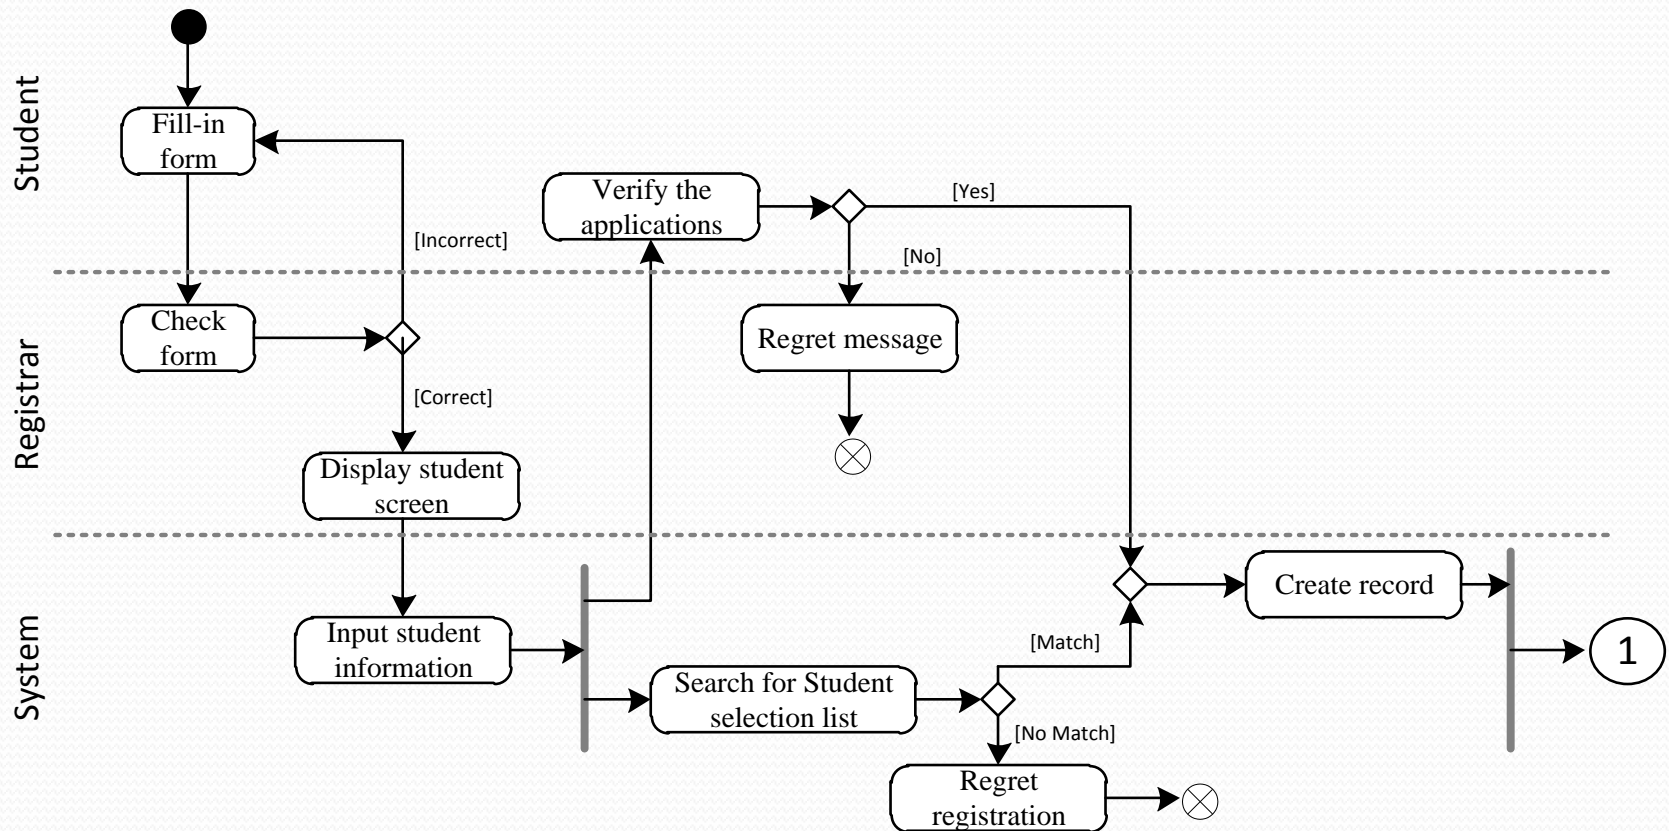 Student
Fill-in
form
[Incorrect]
Verify the
applications
[Yes]
[No]
Registrar
Check
form
[Correct]
Regret message
Display student
screen
System
Input student
information
Search for Student
selection list
[Match]
[No Match]
Create record
1
Regret
registration